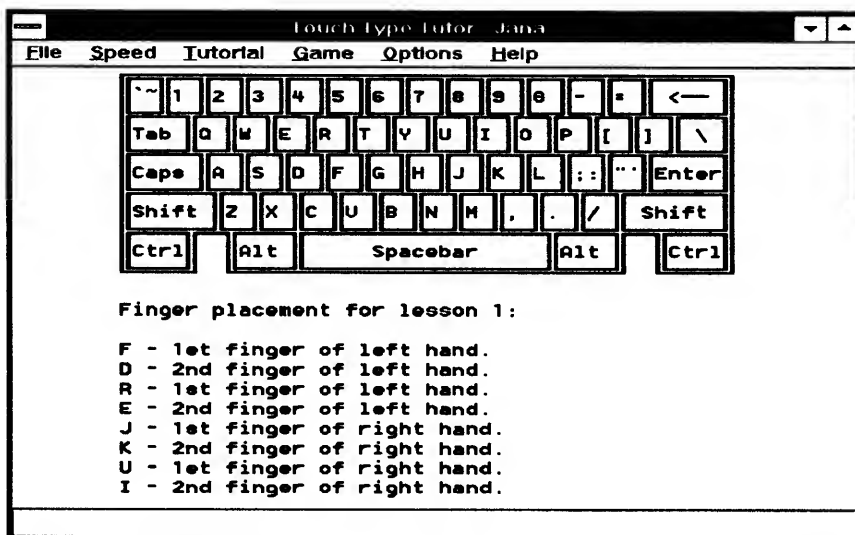 Touch Type Tutor - Jana
File Speed Tutorial Game Options Help
`~ 1 2 3 4 5 6 7 8 9 0 - = <—
Tab Q W E R T Y U I O P [ ] \
Caps A S D F G H J K L ;: "' Enter
Shift Z X C V B N M , . / Shift
Ctrl Alt Spacebar Alt Ctrl
Finger placement for lesson 1:
F - 1st finger of left hand.
D - 2nd finger of left hand.
R - 1st finger of left hand.
E - 2nd finger of left hand.
J - 1st finger of right hand.
K - 2nd finger of right hand.
U - 1st finger of right hand.
I - 2nd finger of right hand.